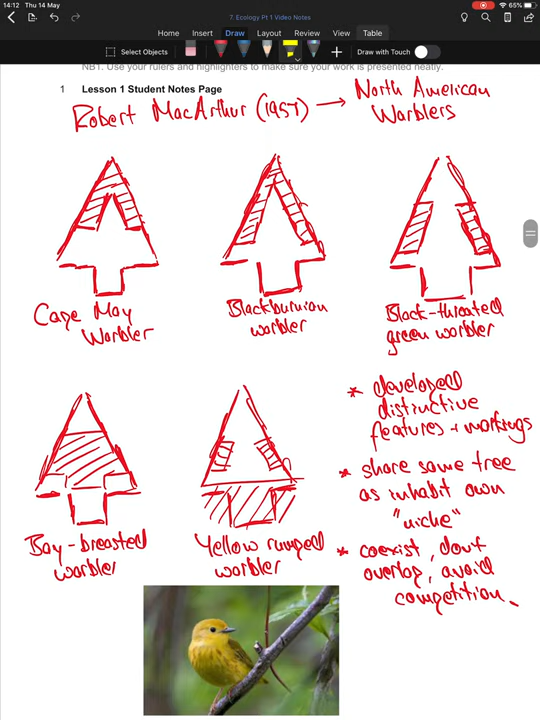 14:12 Thu 14 May
65%
7. Ecology Pt 1 Video Notes
Home Insert Draw Layout Review View Table
Select Objects
Draw with Touch
NB1. Use your rulers and highlighters to make sure your work is presented neatly.
1 Lesson 1 Student Notes Page
Robert MacArthur (1957) → North American
Warblers
Cape May
Warbler
Blackburnian
warbler
Black-throated
green warbler
Bay-breasted
warbler
Yellow rumped
warbler
* developed
distinctive
features + markings
* share same tree
as inhabit own
"niche"
* coexist, don't
overlap, avoid
competition.